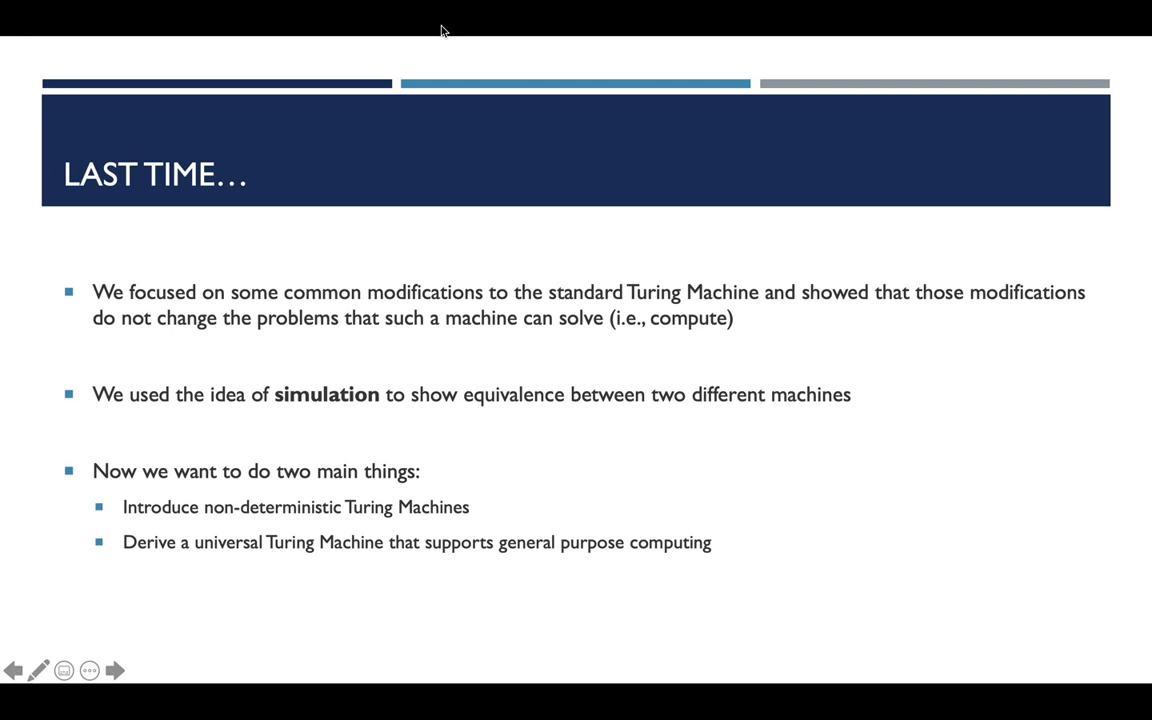 LAST TIME…
We focused on some common modifications to the standard Turing Machine and showed that those modifications
do not change the problems that such a machine can solve (i.e., compute)
We used the idea of simulation to show equivalence between two different machines
Now we want to do two main things:
Introduce non-deterministic Turing Machines
Derive a universal Turing Machine that supports general purpose computing